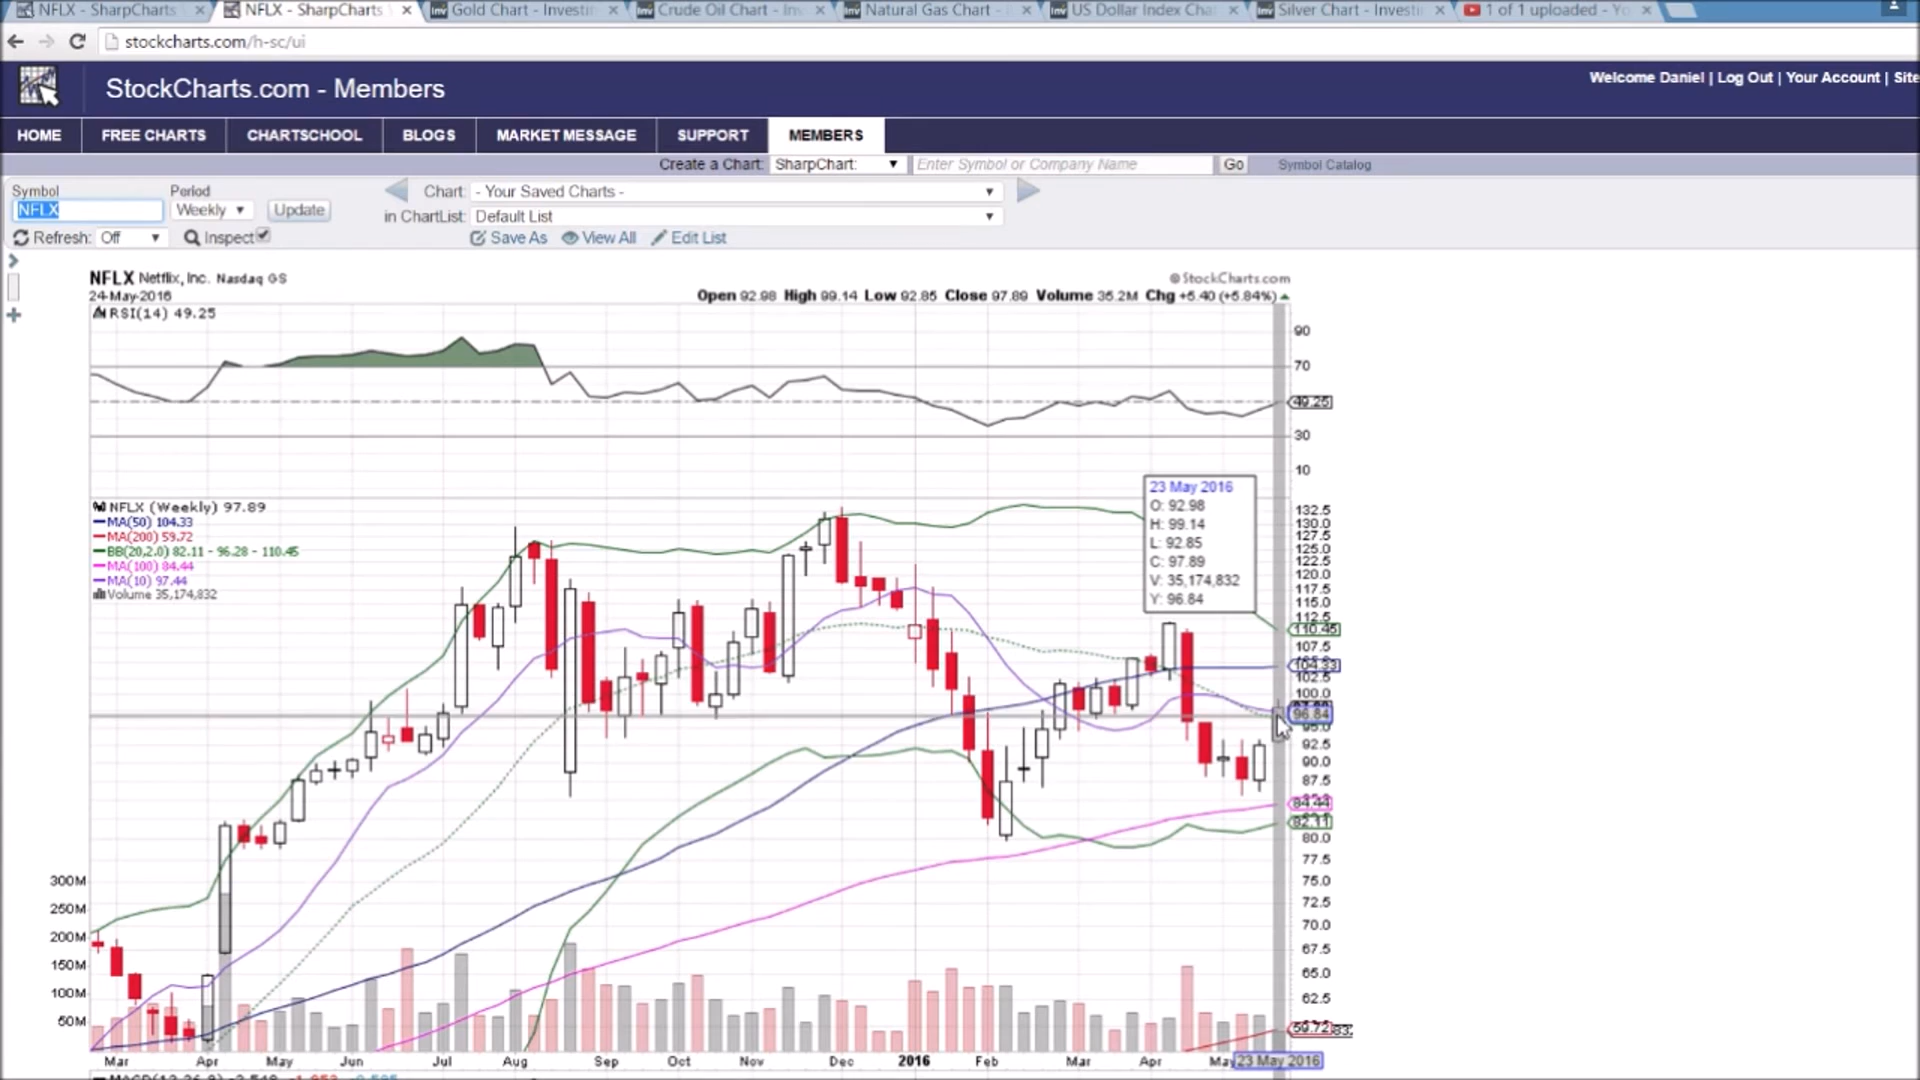 NFLX - SharpCharts
NFLX - SharpCharts
Gold Chart - Investi
Crude Oil Chart - Inv
Natural Gas Chart -
US Dollar Index Cha
Silver Chart - Investi
1 of 1 uploaded - Yo
stockcharts.com/h-sc/ui
StockCharts.com - Members
Welcome Daniel | Log Out | Your Account | Site
HOME FREE CHARTS CHARTSCHOOL BLOGS MARKET MESSAGE SUPPORT MEMBERS
Create a Chart: SharpChart: Enter Symbol or Company Name Go Symbol Catalog
Symbol Period
Chart: - Your Saved Charts -
NFLX Weekly Update
in ChartList: Default List
Refresh: Off Inspect Save As View All Edit List
NFLX Netflix, Inc. Nasdaq GS
© StockCharts.com
24-May-2016
Open 92.98 High 99.14 Low 92.85 Close 97.89 Volume 35.2M Chg +5.40 (+5.84%)
RSI(14) 49.25
90
70
49.25
30
10
23 May 2016
O: 92.98
H: 99.14
L: 92.85
C: 97.89
V: 35,174,832
Y: 96.84
NFLX (Weekly) 97.89
MA(50) 104.33
MA(200) 59.72
BB(20,2.0) 82.11 - 96.28 - 110.45
MA(100) 84.44
MA(10) 97.44
Volume 35,174,832
132.5
130.0
127.5
125.0
122.5
120.0
117.5
115.0
112.5
110.45
107.5
104.33
102.5
100.0
96.84
95.0
92.5
90.0
87.5
84.44
82.11
80.0
77.5
75.0
72.5
70.0
67.5
65.0
62.5
59.72
300M
250M
200M
150M
100M
50M
Mar Apr May Jun Jul Aug Sep Oct Nov Dec 2016 Feb Mar Apr May 23 May 2016